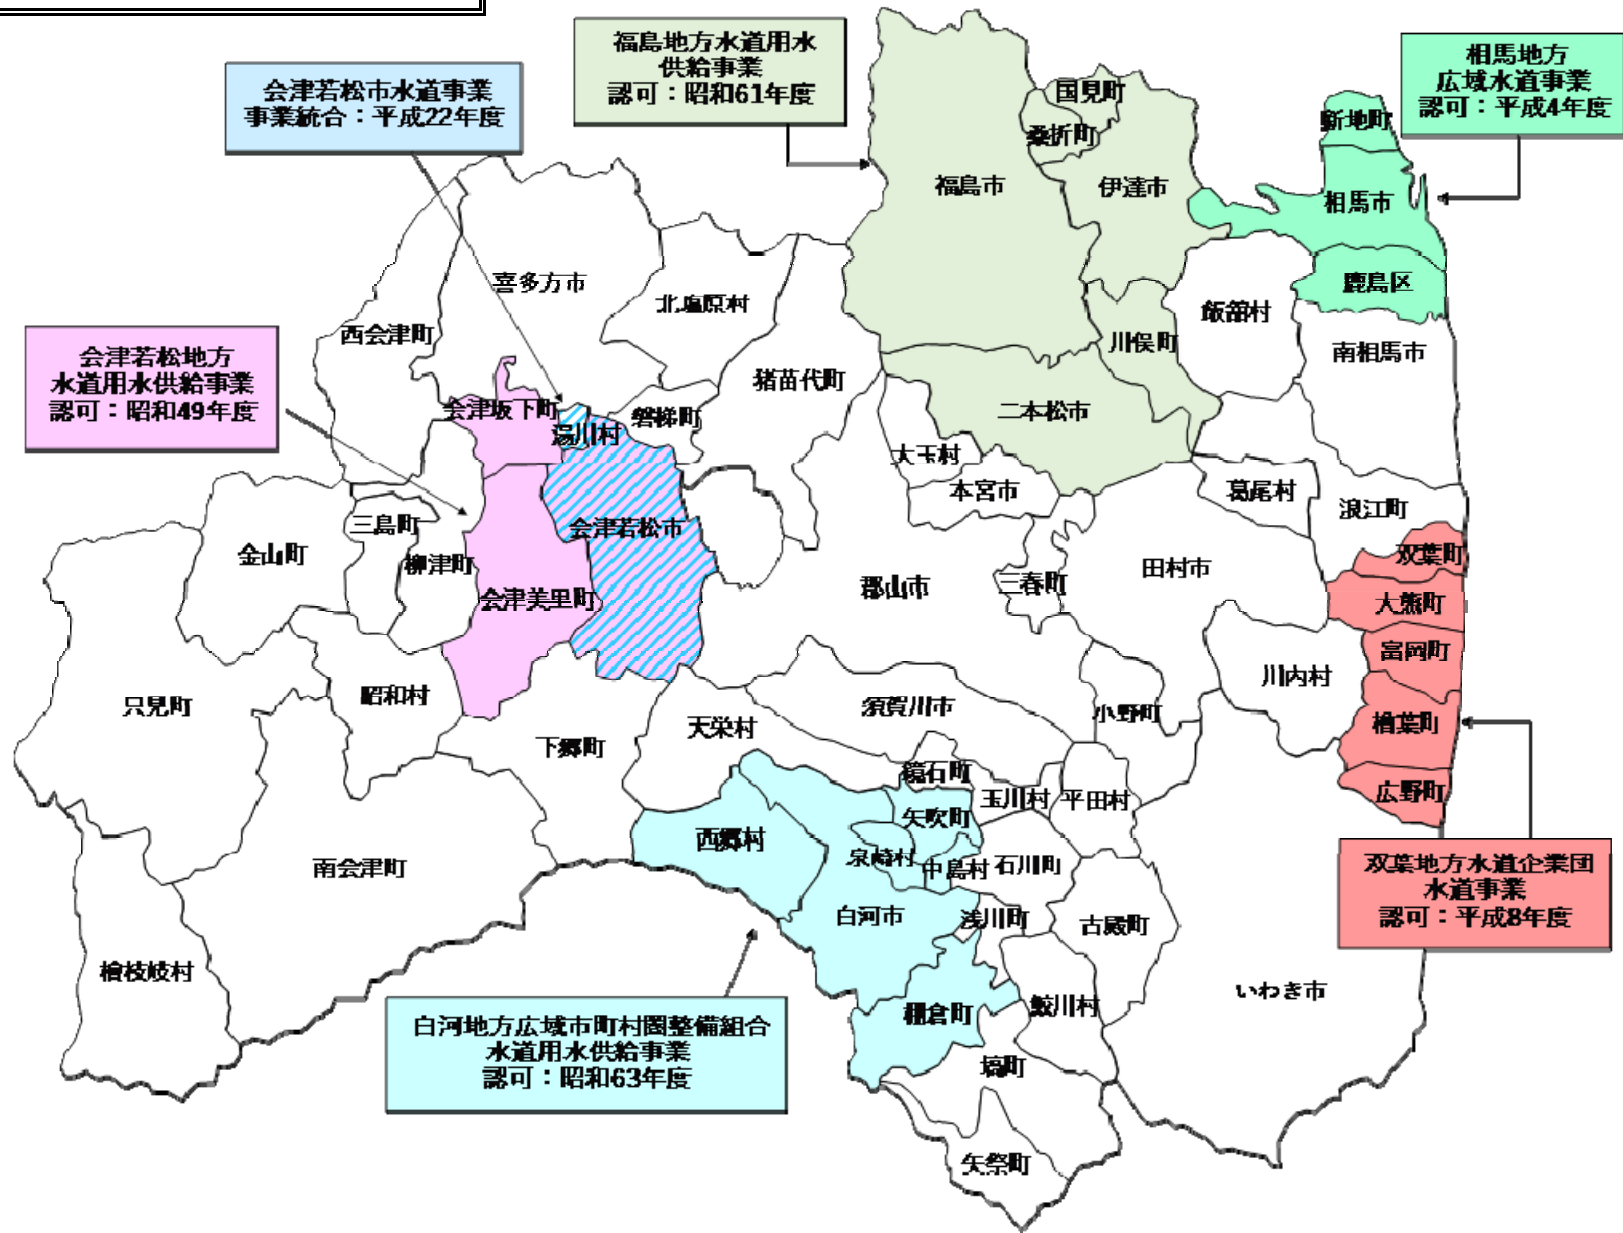 福島地方水道用水
供給事業
認可：昭和61年度
相馬地方
広域水道事業
認可：平成4年度
会津若松市水道事業
事業統合：平成22年度
国見町
新地町
桑折町
福島市
伊達市
相馬市
喜多方市
鹿島区
北塩原村
飯舘村
西会津町
川俣町
南相馬市
会津若松地方
水道用水供給事業
認可：昭和49年度
猪苗代町
会津坂下町
二本松市
湯川村
磐梯町
大玉村
本宮市
葛尾村
浪江町
三島町
会津若松市
金山町
双葉町
柳津町
田村市
郡山市
三春町
会津美里町
大熊町
富岡町
川内村
昭和村
只見町
須賀川市
小野町
天栄村
楢葉町
下郷町
鏡石町
玉川村
平田村
広野町
矢吹町
西郷村
泉崎村
中島村
石川町
南会津町
双葉地方水道企業団
水道事業
認可：平成8年度
白河市
浅川町
古殿町
檜枝岐村
いわき市
棚倉町
鮫川村
白河地方広域市町村圏整備組合
水道用水供給事業
認可：昭和63年度
塙町
矢祭町